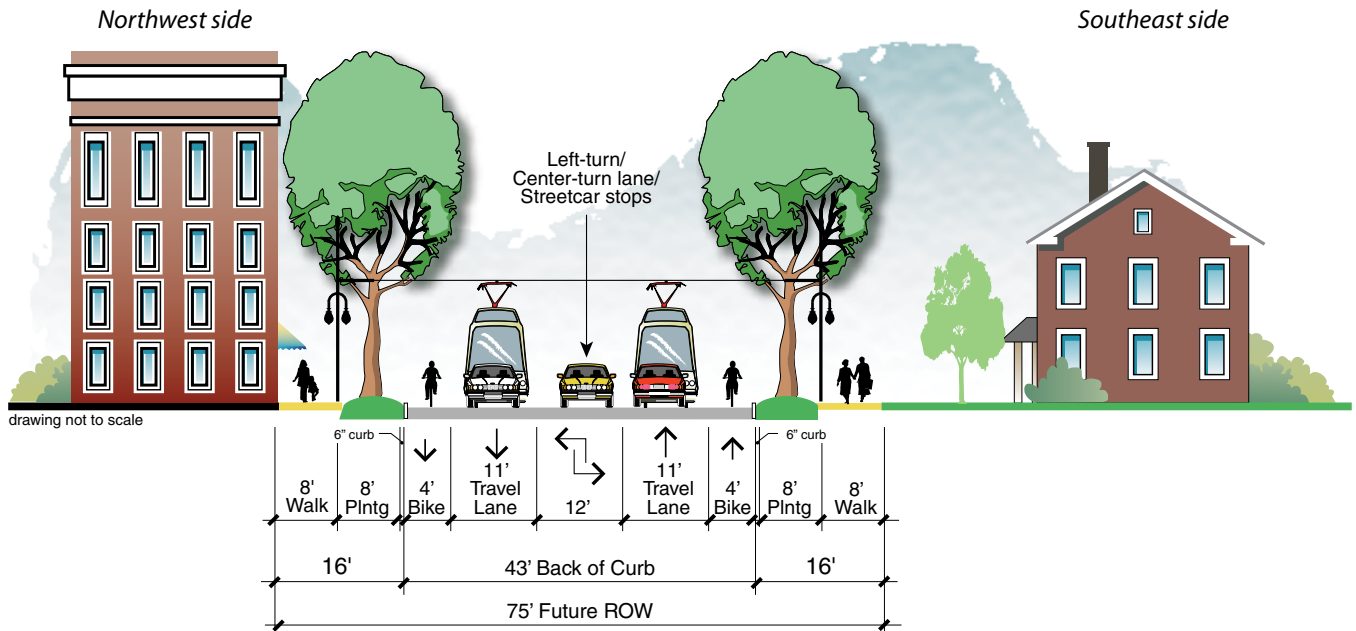 Northwest side
Southeast side
Left-turn/
Center-turn lane/
Streetcar stops
drawing not to scale
6” curb
6” curb
8'
Walk
8’
Plntg
4’
Bike
11’
Travel
Lane
12’
11’
Travel
Lane
4’
Bike
8’
Plntg
8’
Walk
16'
43’ Back of Curb
16'
75’ Future ROW